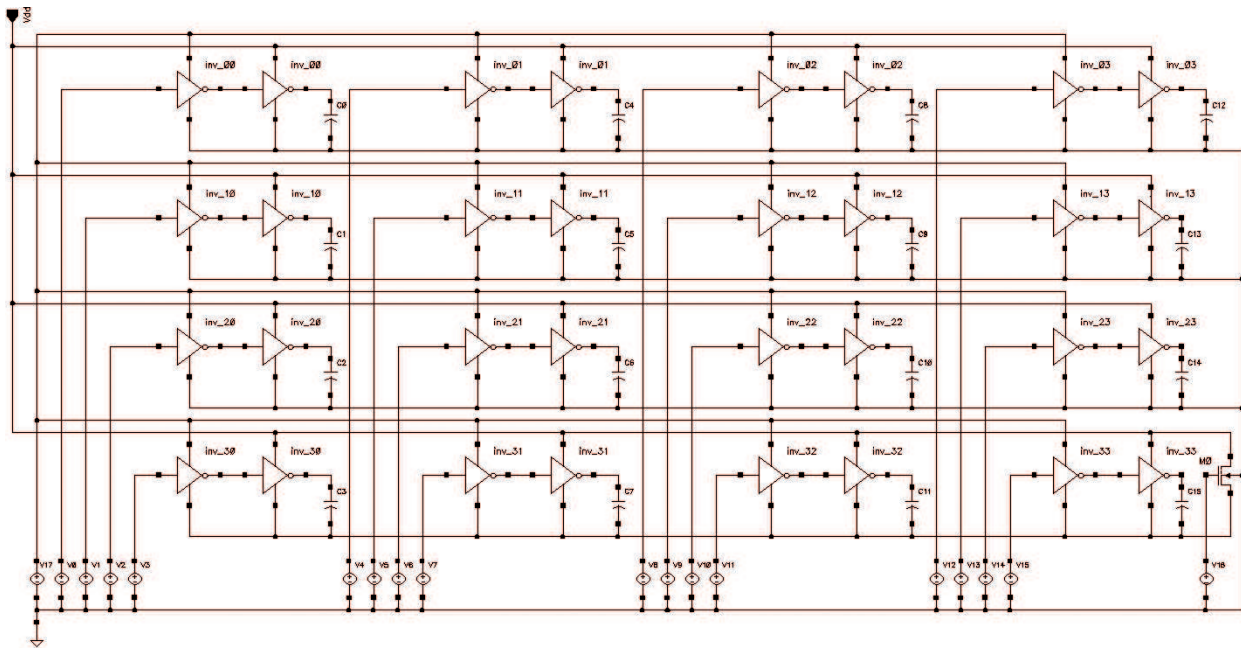 Vdd
inv_00 inv_00 inv_01 inv_01 inv_02 inv_02 inv_03 inv_03
C0 C4 C8 C12
inv_10 inv_10 inv_11 inv_11 inv_12 inv_12 inv_13 inv_13
C1 C5 C9 C13
inv_20 inv_20 inv_21 inv_21 inv_22 inv_22 inv_23 inv_23
C2 C6 C10 C14
inv_30 inv_30 inv_31 inv_31 inv_32 inv_32 inv_33 inv_33
M0
C3 C7 C11 C15
V17 V0 V1 V2 V3 V4 V5 V6 V7 V8 V9 V10 V11 V12 V13 V14 V15 V16